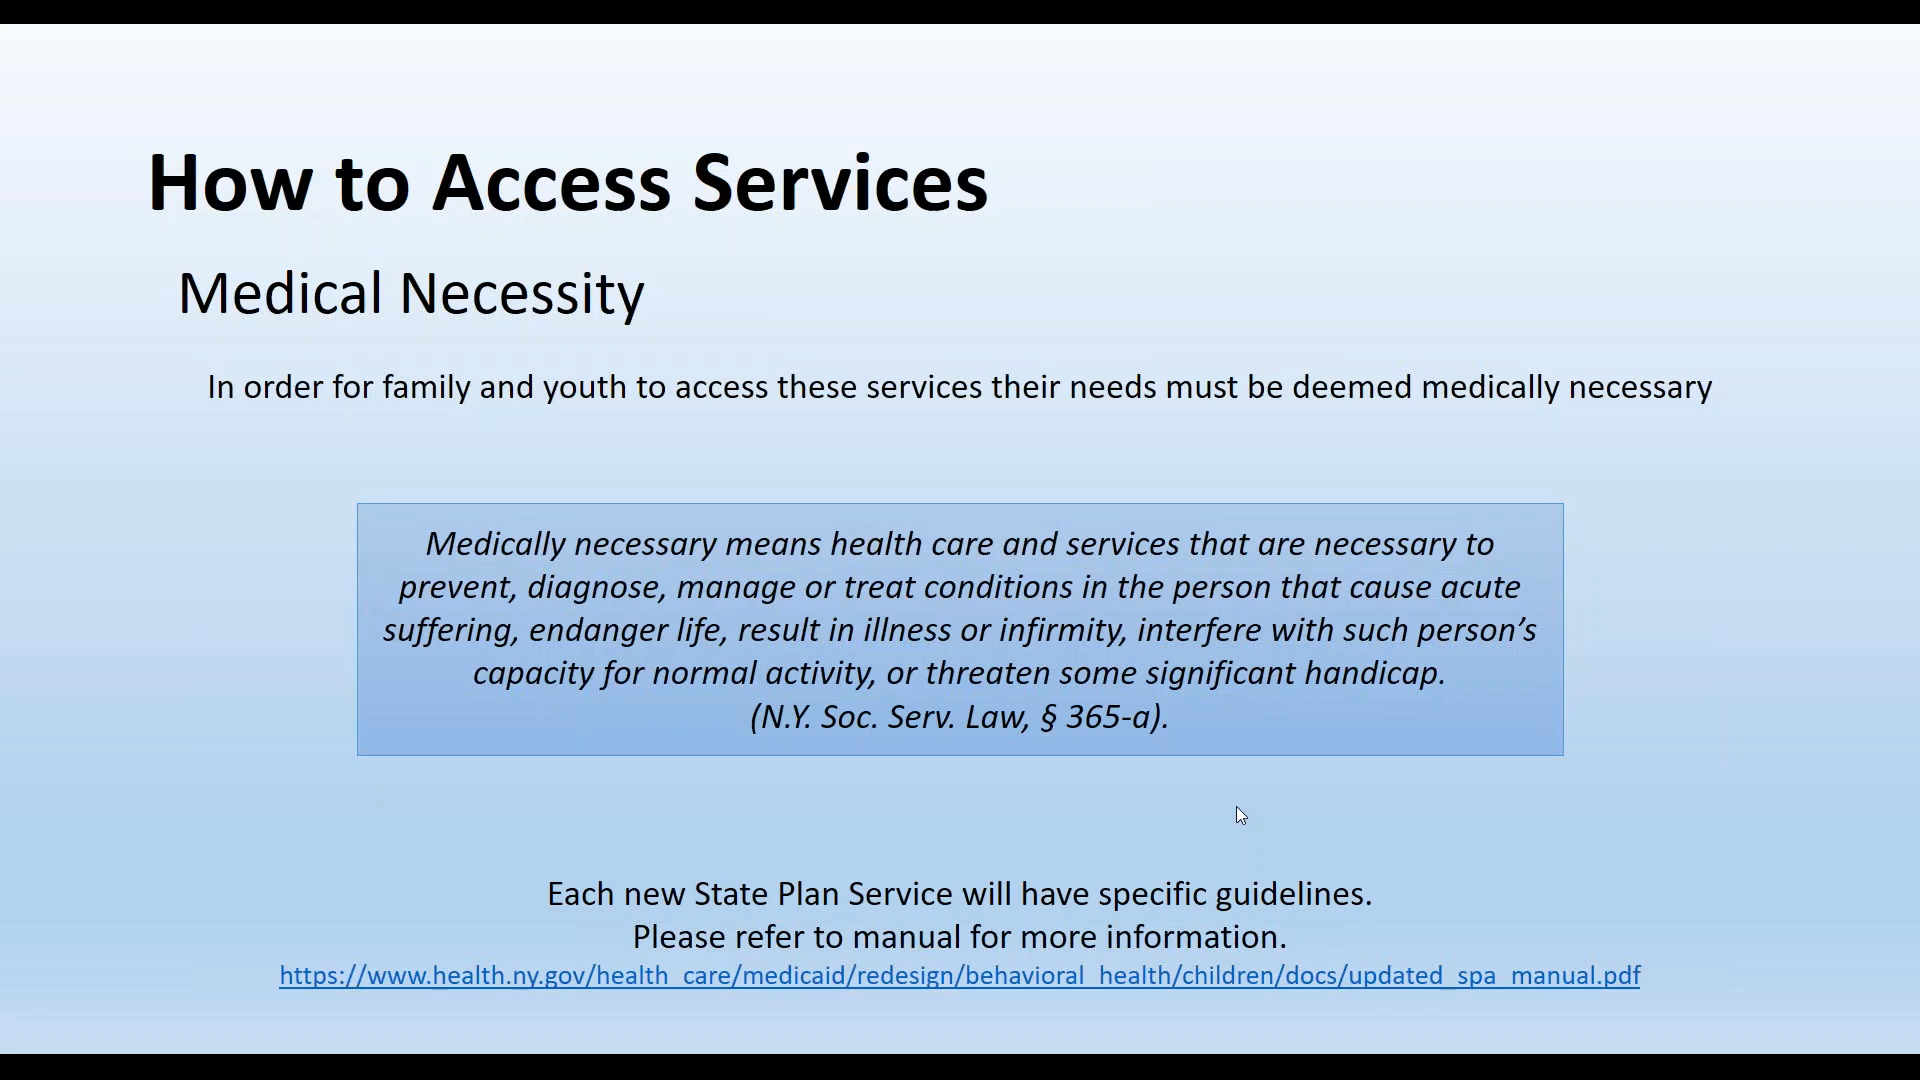 How to Access Services
Medical Necessity
In order for family and youth to access these services their needs must be deemed medically necessary
Medically necessary means health care and services that are necessary to
prevent, diagnose, manage or treat conditions in the person that cause acute
suffering, endanger life, result in illness or infirmity, interfere with such person’s
capacity for normal activity, or threaten some significant handicap.
(N.Y. Soc. Serv. Law, § 365-a).
Each new State Plan Service will have specific guidelines.
Please refer to manual for more information.
https://www.health.ny.gov/health_care/medicaid/redesign/behavioral_health/children/docs/updated_spa_manual.pdf